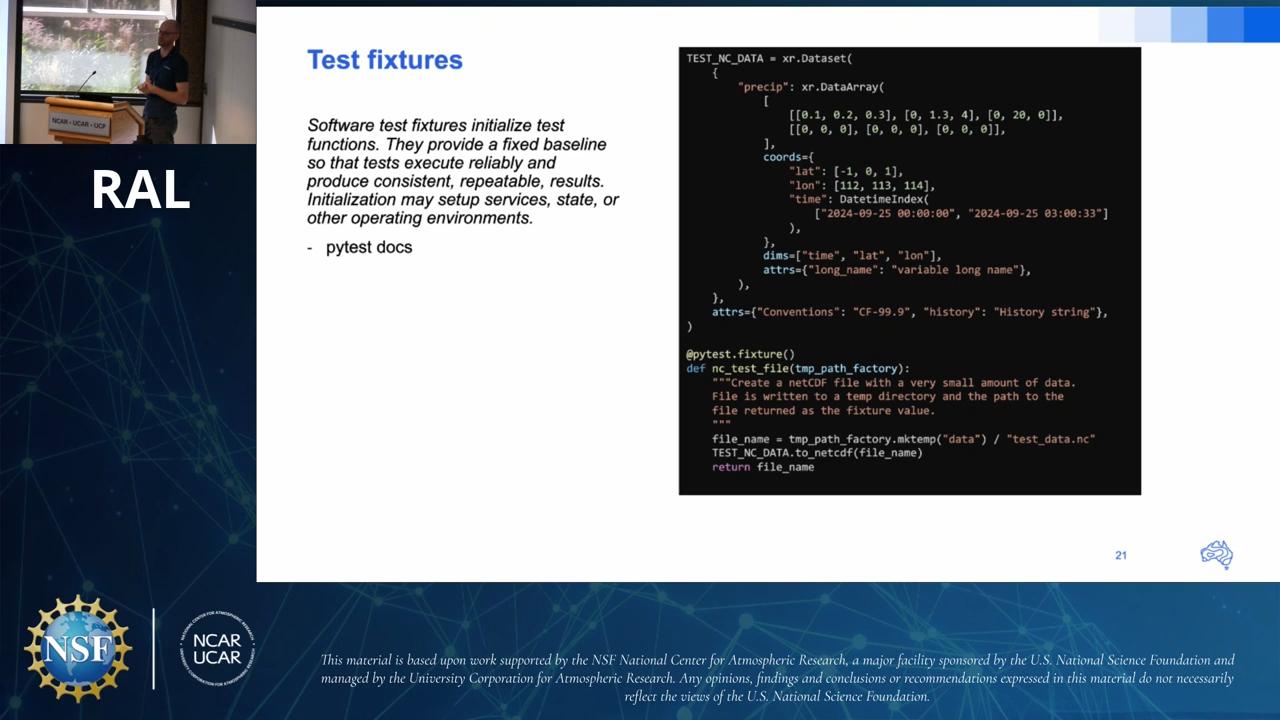 NCAR • UCAR • UCP
RAL
Test fixtures
Software test fixtures initialize test
functions. They provide a fixed baseline
so that tests execute reliably and
produce consistent, repeatable, results.
Initialization may setup services, state, or
other operating environments.
- pytest docs
TEST_NC_DATA = xr.Dataset(
    {
        "precip": xr.DataArray(
            [
                [[0.1, 0.2, 0.3], [0, 1.3, 4], [0, 20, 0]],
                [[0, 0, 0], [0, 0, 0], [0, 0, 0]],
            ],
            coords={
                "lat": [-1, 0, 1],
                "lon": [112, 113, 114],
                "time": DatetimeIndex(
                    ["2024-09-25 00:00:00", "2024-09-25 03:00:33"]
                ),
            },
            dims=["time", "lat", "lon"],
            attrs={"long_name": "variable long name"},
        ),
    },
    attrs={"Conventions": "CF-99.9", "history": "History string"},
)
@pytest.fixture()
def nc_test_file(tmp_path_factory):
    """Create a netCDF file with a very small amount of data.
    File is written to a temp directory and the path to the
    file returned as the fixture value.
    """
    file_name = tmp_path_factory.mktemp("data") / "test_data.nc"
    TEST_NC_DATA.to_netcdf(file_name)
    return file_name
21
NSF
NCAR
UCAR
This material is based upon work supported by the NSF National Center for Atmospheric Research, a major facility sponsored by the U.S. National Science Foundation and
managed by the University Corporation for Atmospheric Research. Any opinions, findings and conclusions or recommendations expressed in this material do not necessarily
reflect the views of the U.S. National Science Foundation.